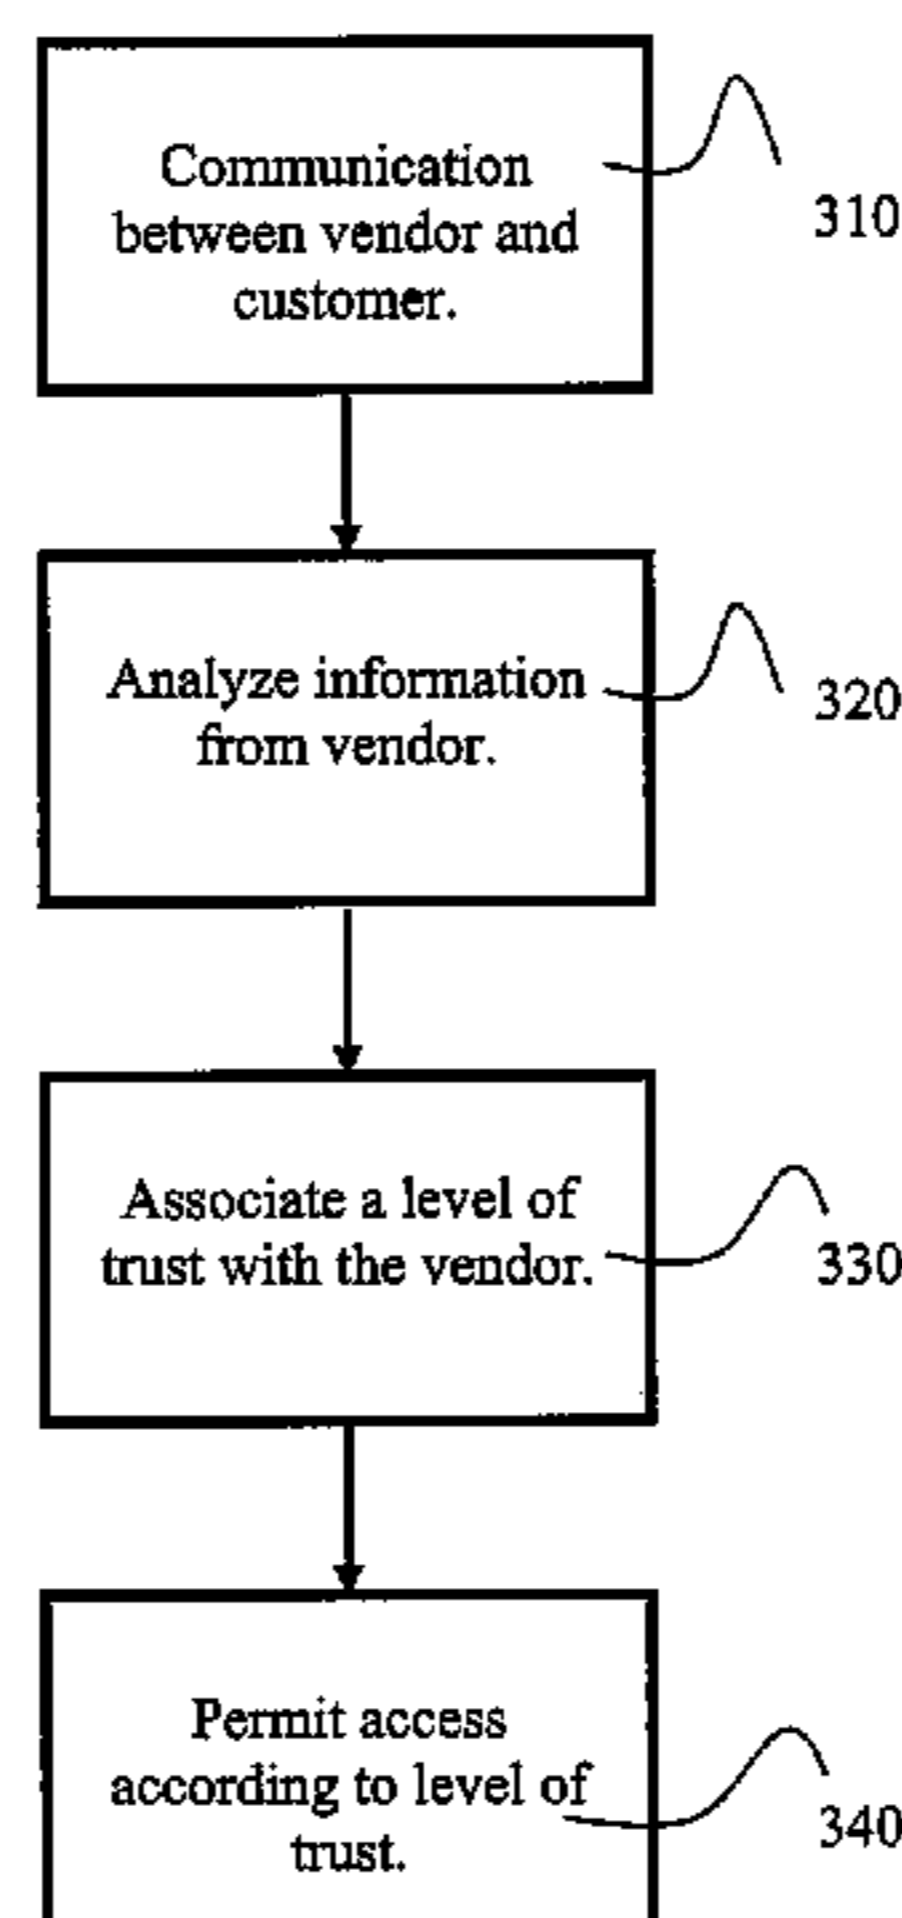 Communication
between vendor and
customer.
310
Analyze information
from vendor.
320
Associate a level of
trust with the vendor.
330
Permit access
according to level of
trust.
340